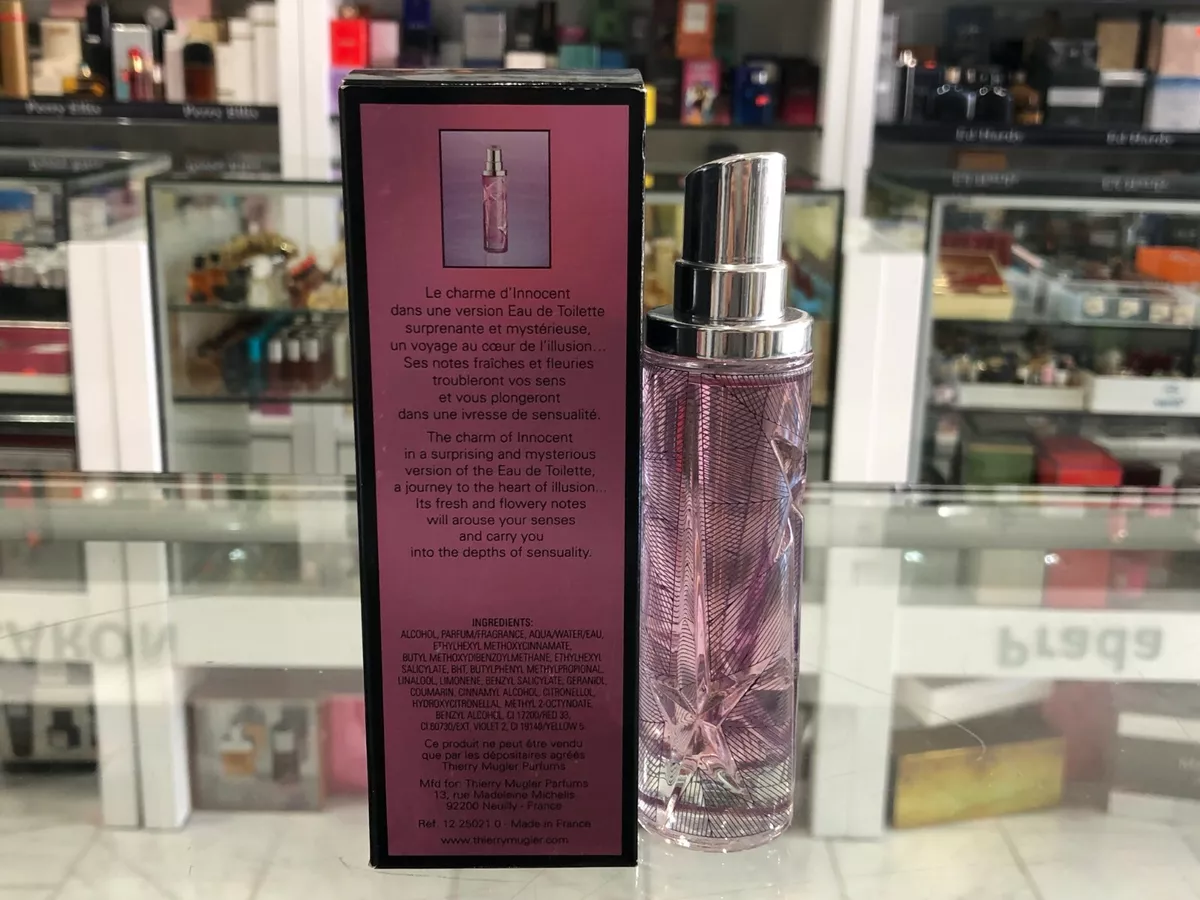 Perry Ellis
Perry Ellis
Le charme d'Innocent
dans une version Eau de Toilette
surprenante et mystérieuse,
un voyage au cœur de l'illusion...
Ses notes fraîches et fleuries
troubleront vos sens
et vous plongeront
dans une ivresse de sensualité.
The charm of Innocent
in a surprising and mysterious
version of the Eau de Toilette,
a journey to the heart of illusion...
Its fresh and flowery notes
will arouse your senses
and carry you
into the depths of sensuality.
INGREDIENTS:
ALCOHOL, PARFUM/FRAGRANCE, AQUA/WATER/EAU,
ETHYLHEXYL METHOXYCINNAMATE,
BUTYL METHOXYDIBENZOYLMETHANE, ETHYLHEXYL
SALICYLATE, BHT, BUTYLPHENYL METHYLPROPIONAL,
LINALOOL, LIMONENE, BENZYL SALICYLATE, GERANIOL,
COUMARIN, CINNAMYL ALCOHOL, CITRONELLOL,
HYDROXYCITRONELLAL, METHYL 2-OCTYNOATE,
BENZYL ALCOHOL, CI 17200/RED 33,
CI 60730/EXT. VIOLET 2, CI 19140/YELLOW 5.
Ce produit ne peut être vendu
que par les dépositaires agréés
Thierry Mugler Parfums
Mfd for: Thierry Mugler Parfums
13, rue Madeleine Michelis
92200 Neuilly - France
Ref. 12 25021 0 - Made in France
www.thierrymugler.com
Prada